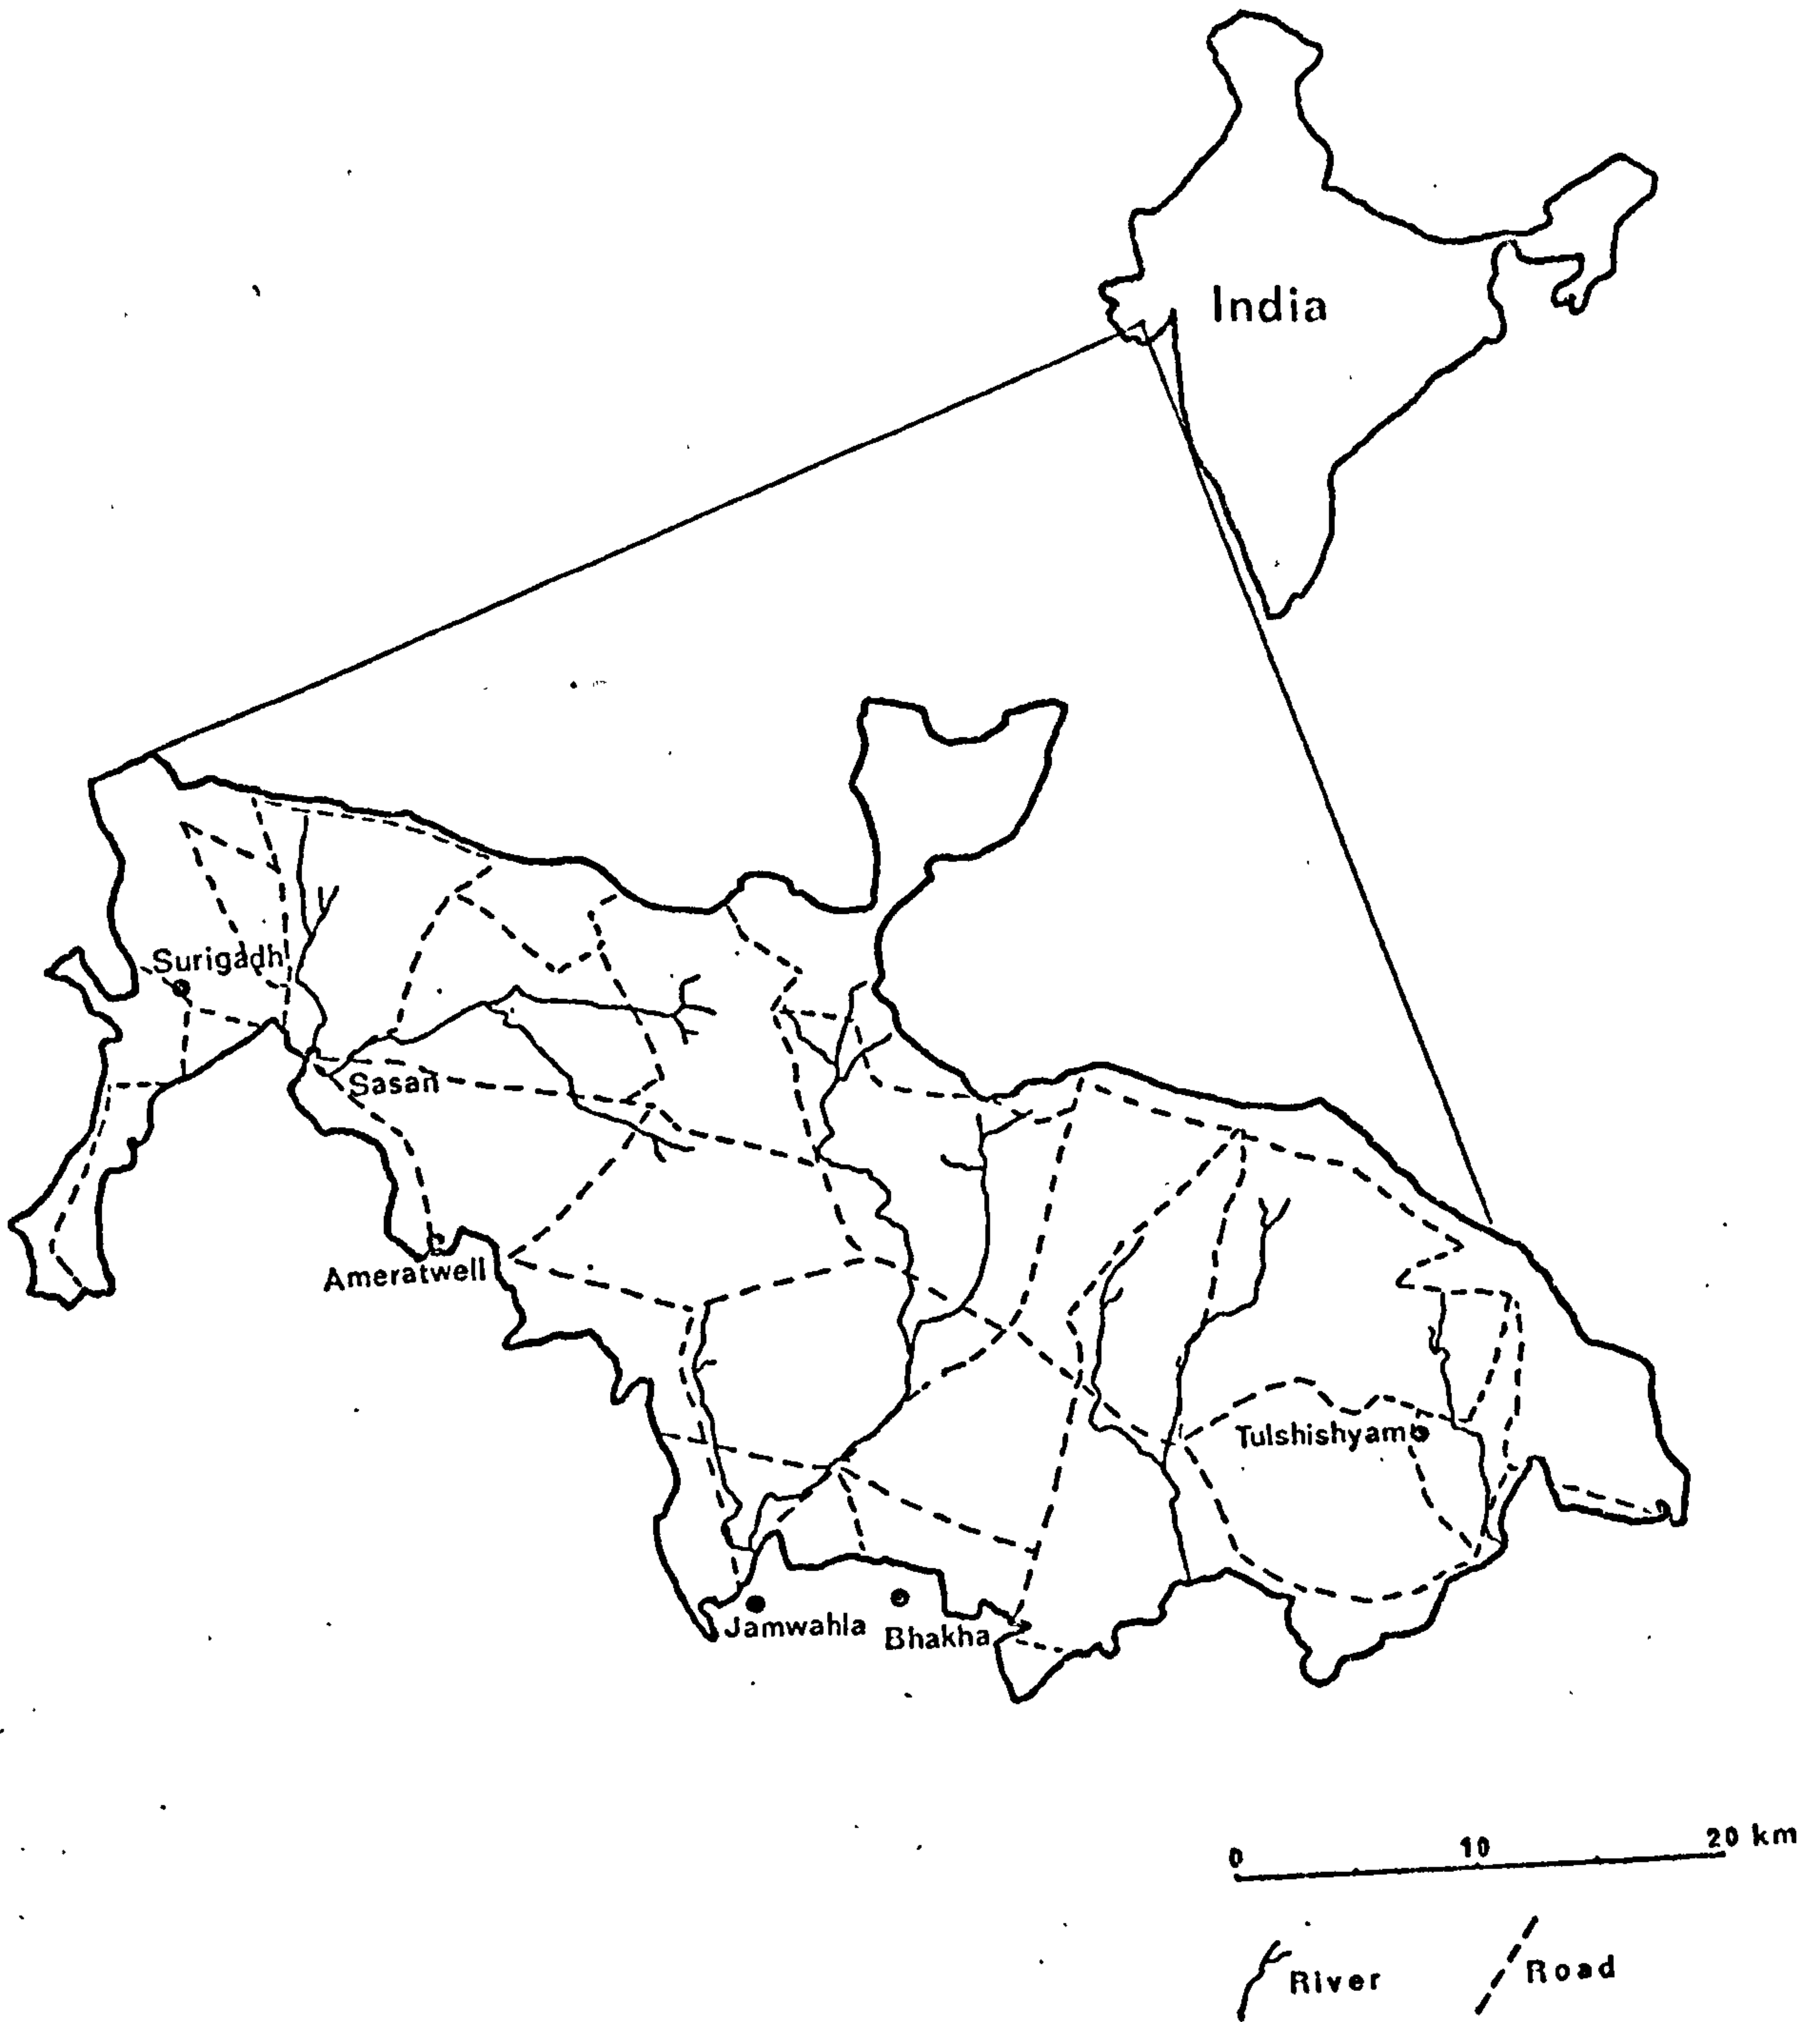 India
Surigadh
Sasan
Ameratwell
Tulshishyam
Jamwahla
Bhakha
0 10 20 km
River
Road